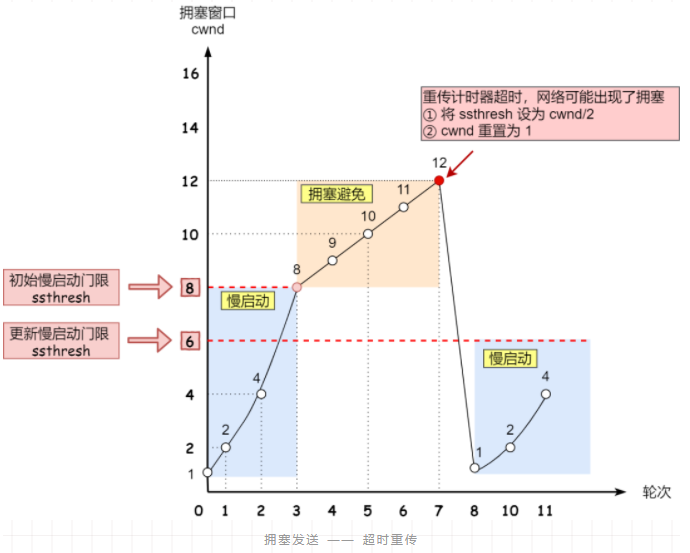 拥塞窗口
cwnd
16
14
12
10
8
6
4
2
1
重传计时器超时，网络可能出现了拥塞
① 将 ssthresh 设为 cwnd/2
② cwnd 重置为 1
12
拥塞避免
11
10
9
8
初始慢启动门限
ssthresh
慢启动
更新慢启动门限
ssthresh
慢启动
4
2
4
2
1
0 1 2 3 4 5 6 7 8 10 11
轮次
拥塞发送 —— 超时重传